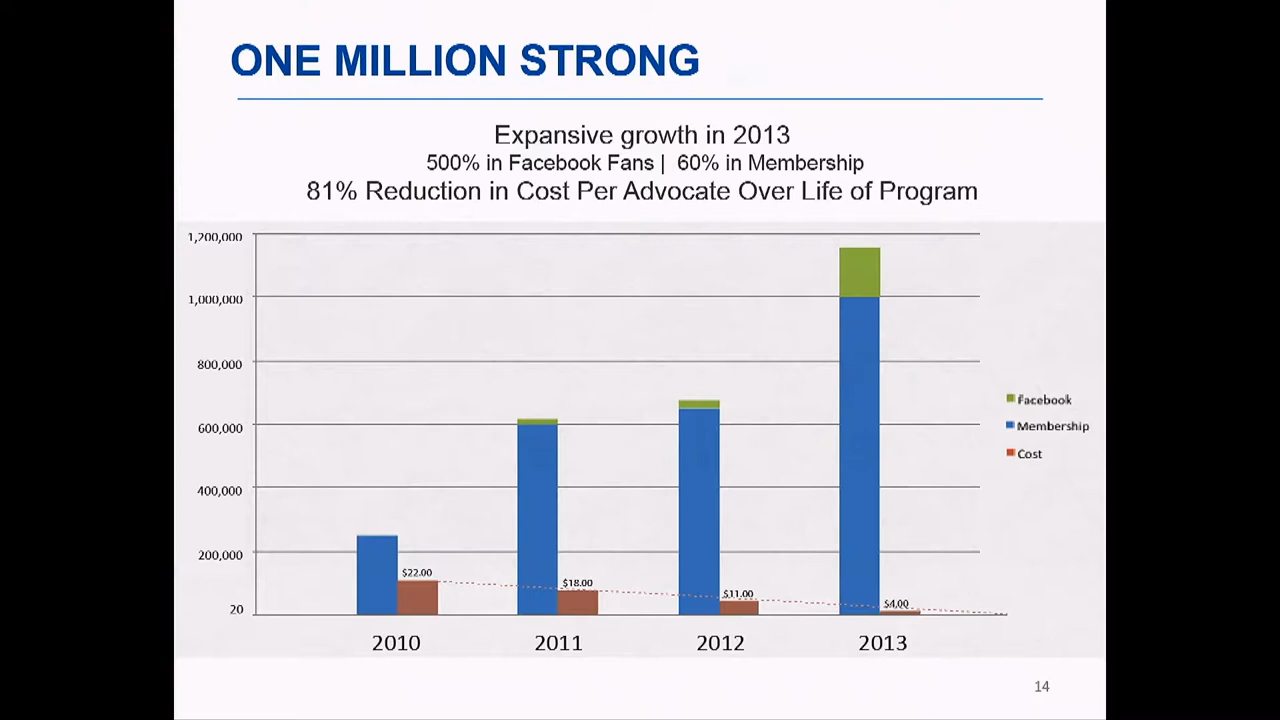 ONE MILLION STRONG
Expansive growth in 2013
500% in Facebook Fans | 60% in Membership
81% Reduction in Cost Per Advocate Over Life of Program
1,200,000
1,000,000
800,000
600,000
400,000
200,000
20
$22.00
$18.00
$11.00
$4.00
2010
2011
2012
2013
Facebook
Membership
Cost
14